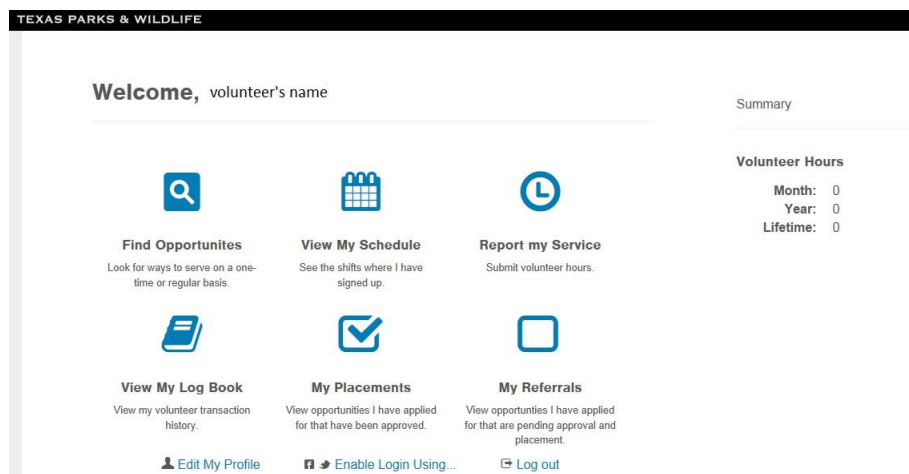 TEXAS PARKS & WILDLIFE
Welcome, volunteer's name
Summary
Volunteer Hours
Month: 0
Year: 0
Lifetime: 0
Find Opportunites
Look for ways to serve on a one-
time or regular basis.
View My Schedule
See the shifts where I have
signed up.
Report my Service
Submit volunteer hours.
View My Log Book
View my volunteer transaction
history.
My Placements
View opportunities I have applied
for that have been approved.
My Referrals
View opportunties I have applied
for that are pending approval and
placement.
Edit My Profile
Enable Login Using...
Log out